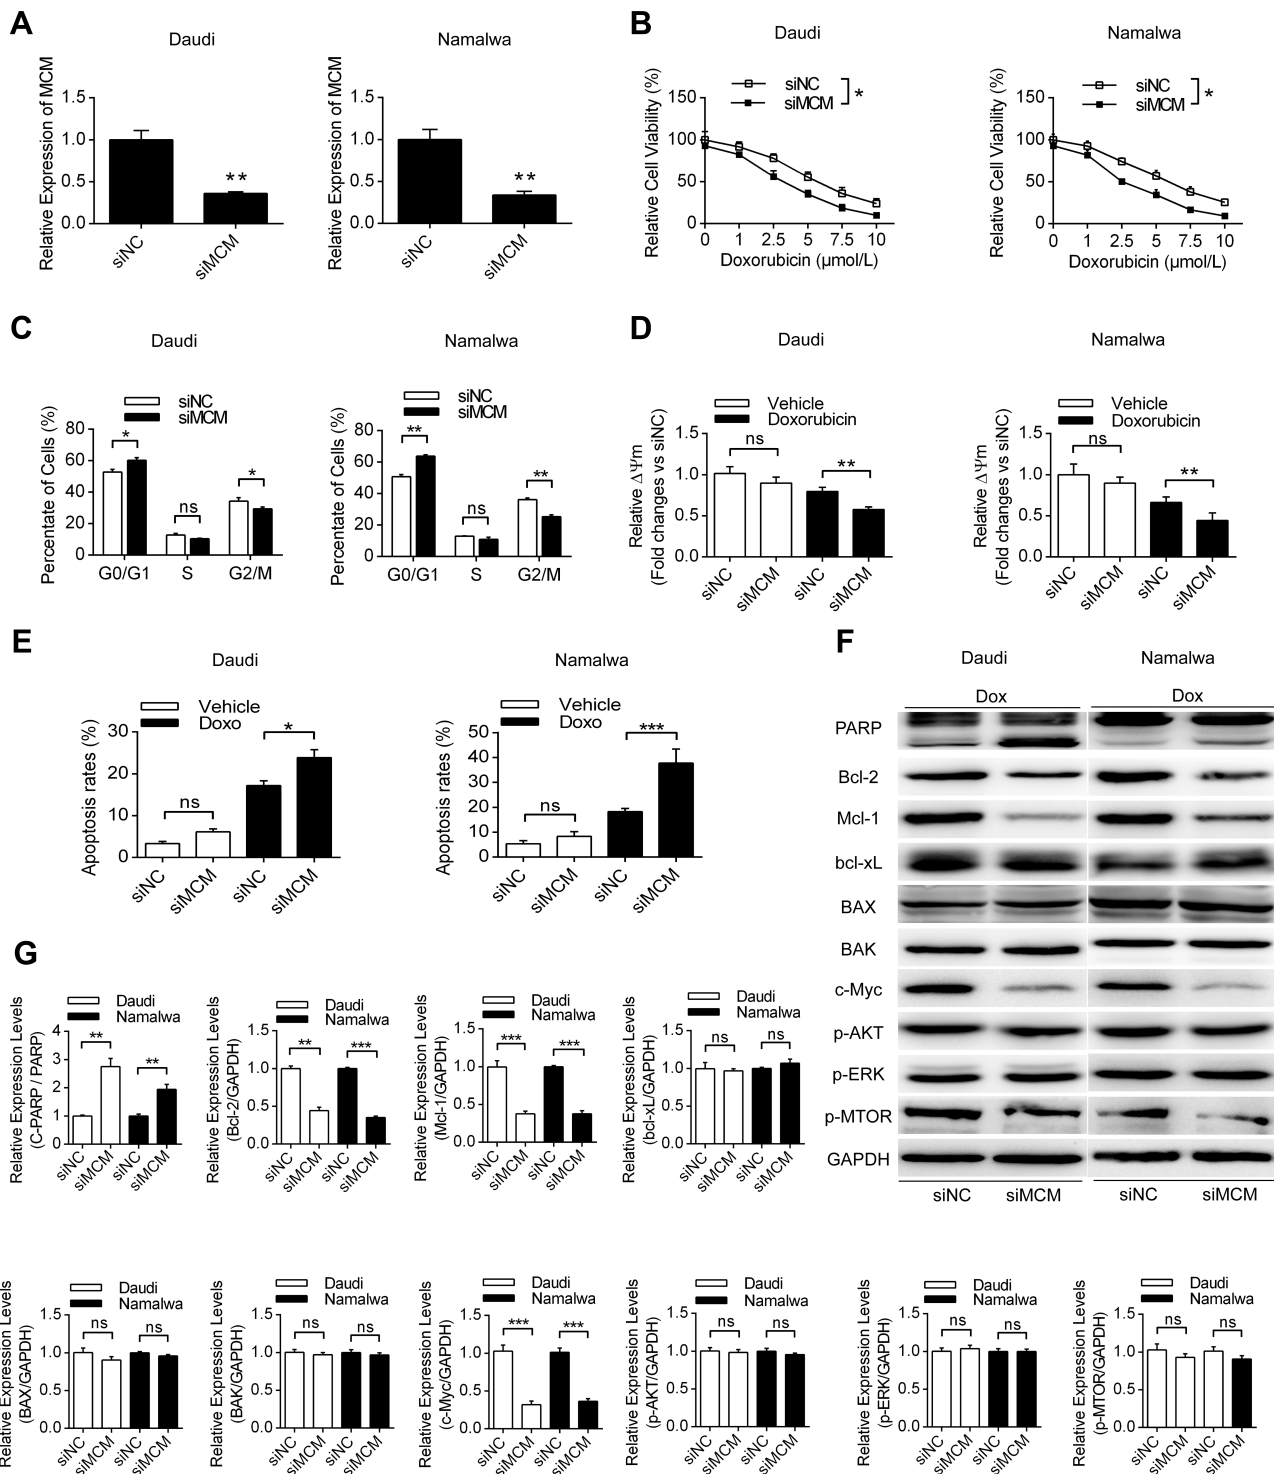 A
Daudi
Namalwa
Relative Expression of MCM
1.5
1.0
0.5
0.0
**
siNC
siMCM
Relative Expression of MCM
1.5
1.0
0.5
0.0
**
siNC
siMCM
B
Daudi
Namalwa
Relative Cell Viability (%)
siNC
siMCM
*
150
100
50
0
0 1 2.5 5 7.5 10
Doxorubicin (μmol/L)
Relative Cell Viability (%)
siNC
siMCM
*
150
100
50
0
0 1 2.5 5 7.5 10
Doxorubicin (μmol/L)
C
Daudi
Namalwa
Percentate of Cells (%)
siNC
siMCM
80
60
40
20
0
*
ns
*
G0/G1 S G2/M
Percentate of Cells (%)
siNC
siMCM
80
60
40
20
0
**
ns
**
G0/G1 S G2/M
D
Daudi
Namalwa
Relative ΔΨm
(Fold changes vs siNC)
Vehicle
Doxorubicin
1.5
1.0
0.5
0.0
ns
**
siNC
siMCM
siNC
siMCM
Relative ΔΨm
(Fold changes vs siNC)
Vehicle
Doxorubicin
1.5
1.0
0.5
0.0
ns
**
siNC
siMCM
siNC
siMCM
E
Daudi
Namalwa
Apoptosis rates (%)
Vehicle
Doxo
30
20
10
0
ns
*
siNC
siMCM
siNC
siMCM
Apoptosis rates (%)
Vehicle
Doxo
50
40
30
20
10
0
ns
***
siNC
siMCM
siNC
siMCM
F
Daudi
Namalwa
Dox
Dox
PARP
Bcl-2
Mcl-1
bcl-xL
BAX
BAK
c-Myc
p-AKT
p-ERK
p-MTOR
GAPDH
siNC siMCM siNC siMCM
G
Relative Expression Levels
(C-PARP / PARP)
Daudi
Namalwa
4
3
2
1
0
**
**
siNC
siMCM
siNC
siMCM
Relative Expression Levels
(Bcl-2/GAPDH)
Daudi
Namalwa
1.5
1.0
0.5
0.0
**
***
siNC
siMCM
siNC
siMCM
Relative Expression Levels
(Mcl-1/GAPDH)
Daudi
Namalwa
1.5
1.0
0.5
0.0
***
***
siNC
siMCM
siNC
siMCM
Relative Expression Levels
(bcl-xL/GAPDH)
Daudi
Namalwa
1.5
1.0
0.5
0.0
ns
ns
siNC
siMCM
siNC
siMCM
Relative Expression Levels
(BAX/GAPDH)
Daudi
Namalwa
1.5
1.0
0.5
0.0
ns
ns
siNC
siMCM
siNC
siMCM
Relative Expression Levels
(BAK/GAPDH)
Daudi
Namalwa
1.5
1.0
0.5
0.0
ns
ns
siNC
siMCM
siNC
siMCM
Relative Expression Levels
(c-Myc/GAPDH)
Daudi
Namalwa
1.5
1.0
0.5
0.0
***
***
siNC
siMCM
siNC
siMCM
Relative Expression Levels
(p-AKT/GAPDH)
Daudi
Namalwa
1.5
1.0
0.5
0.0
ns
ns
siNC
siMCM
siNC
siMCM
Relative Expression Levels
(p-ERK/GAPDH)
Daudi
Namalwa
1.5
1.0
0.5
0.0
ns
ns
siNC
siMCM
siNC
siMCM
Relative Expression Levels
(p-MTOR/GAPDH)
Daudi
Namalwa
1.5
1.0
0.5
0.0
ns
ns
siNC
siMCM
siNC
siMCM